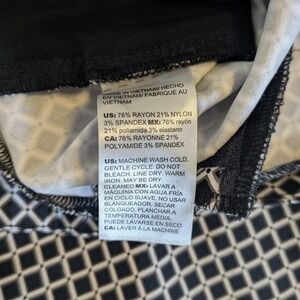 MADE IN VIETNAM/ HECHO
EN VIETNAM/ FABRIQUÉ AU
VIETNAM
US: 76% RAYON 21% NYLON
3% SPANDEX MX: 76% rayón
21% poliamida 3% elastano
CA: 76% RAYONNE 21%
POLYAMIDE 3% SPANDEX
US: MACHINE WASH COLD,
GENTLE CYCLE. DO NOT
BLEACH. LINE DRY. WARM
IRON. MAY BE DRY
CLEANED MX: LAVAR A
MAQUINA CON AGUA FRIA
EN CICLO SUAVE. NO USAR
BLANQUEADOR. SECAR
COLGADO. PLANCHAR A
TEMPERATURA MEDIA.
PUEDE LAVARSE EN SECO
CA: LAVER À LA MACHINE